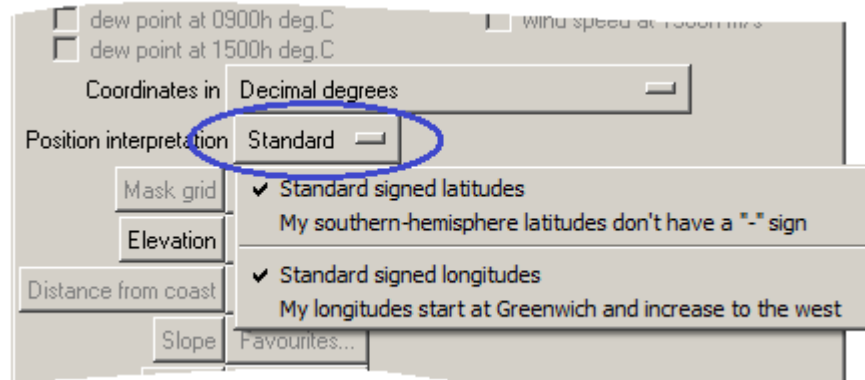 dew point at 0900h deg.C
wind speed at 1500h m/s
dew point at 1500h deg.C
Coordinates in Decimal degrees
Position interpretation Standard
Mask grid
✓ Standard signed latitudes
My southern-hemisphere latitudes don't have a "-" sign
Elevation
✓ Standard signed longitudes
Distance from coast
My longitudes start at Greenwich and increase to the west
Slope Favourites...